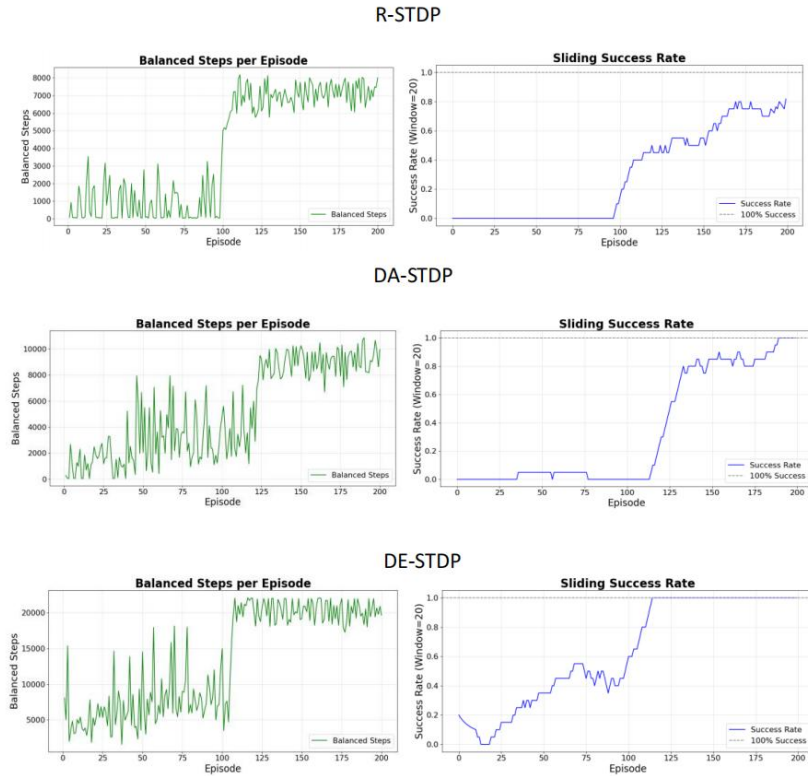 R-STDP
Balanced Steps per Episode
Balanced Steps
8000
7000
6000
5000
4000
3000
2000
1000
0
0 25 50 75 100 125 150 175 200
Episode
Balanced Steps
Sliding Success Rate
Success Rate (Window=20)
1.0
0.8
0.6
0.4
0.2
0.0
0 25 50 75 100 125 150 175 200
Episode
Success Rate
100% Success
DA-STDP
Balanced Steps per Episode
Balanced Steps
10000
8000
6000
4000
2000
0
0 25 50 75 100 125 150 175 200
Episode
Balanced Steps
Sliding Success Rate
Success Rate (Window=20)
1.0
0.8
0.6
0.4
0.2
0.0
0 25 50 75 100 125 150 175 200
Episode
Success Rate
100% Success
DE-STDP
Balanced Steps per Episode
Balanced Steps
20000
15000
10000
5000
0 25 50 75 100 125 150 175 200
Episode
Balanced Steps
Sliding Success Rate
Success Rate (Window=20)
1.0
0.8
0.6
0.4
0.2
0.0
0 25 50 75 100 125 150 175 200
Episode
Success Rate
100% Success